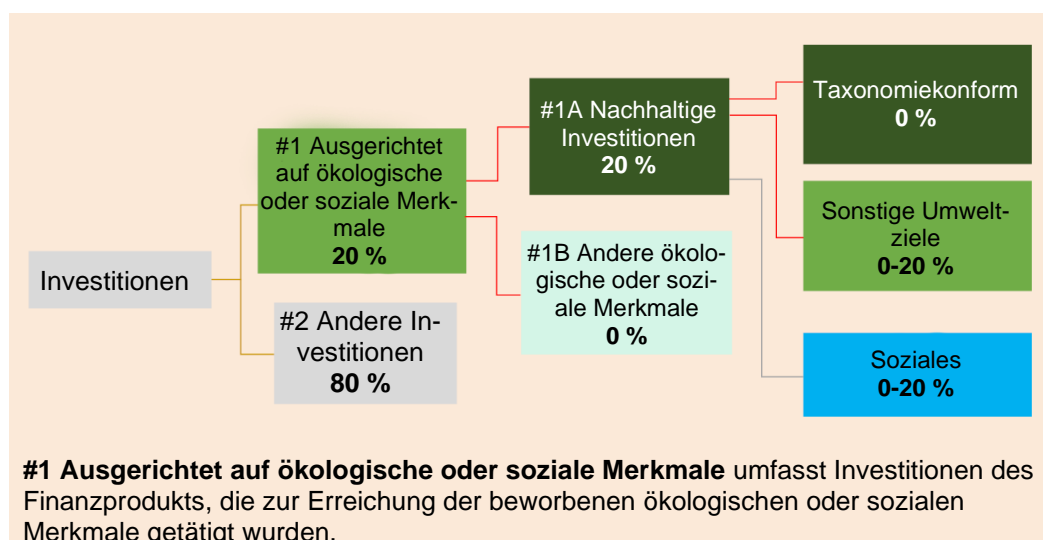 Investitionen
#1 Ausgerichtet
auf ökologische
oder soziale Merk-
male
20 %
#2 Andere In-
vestitionen
80 %
#1A Nachhaltige
Investitionen
20 %
#1B Andere ökolo-
gische oder sozi-
ale Merkmale
0 %
Taxonomiekonform
0 %
Sonstige Umwelt-
ziele
0-20 %
Soziales
0-20 %
#1 Ausgerichtet auf ökologische oder soziale Merkmale umfasst Investitionen des
Finanzprodukts, die zur Erreichung der beworbenen ökologischen oder sozialen
Merkmale getätigt wurden.